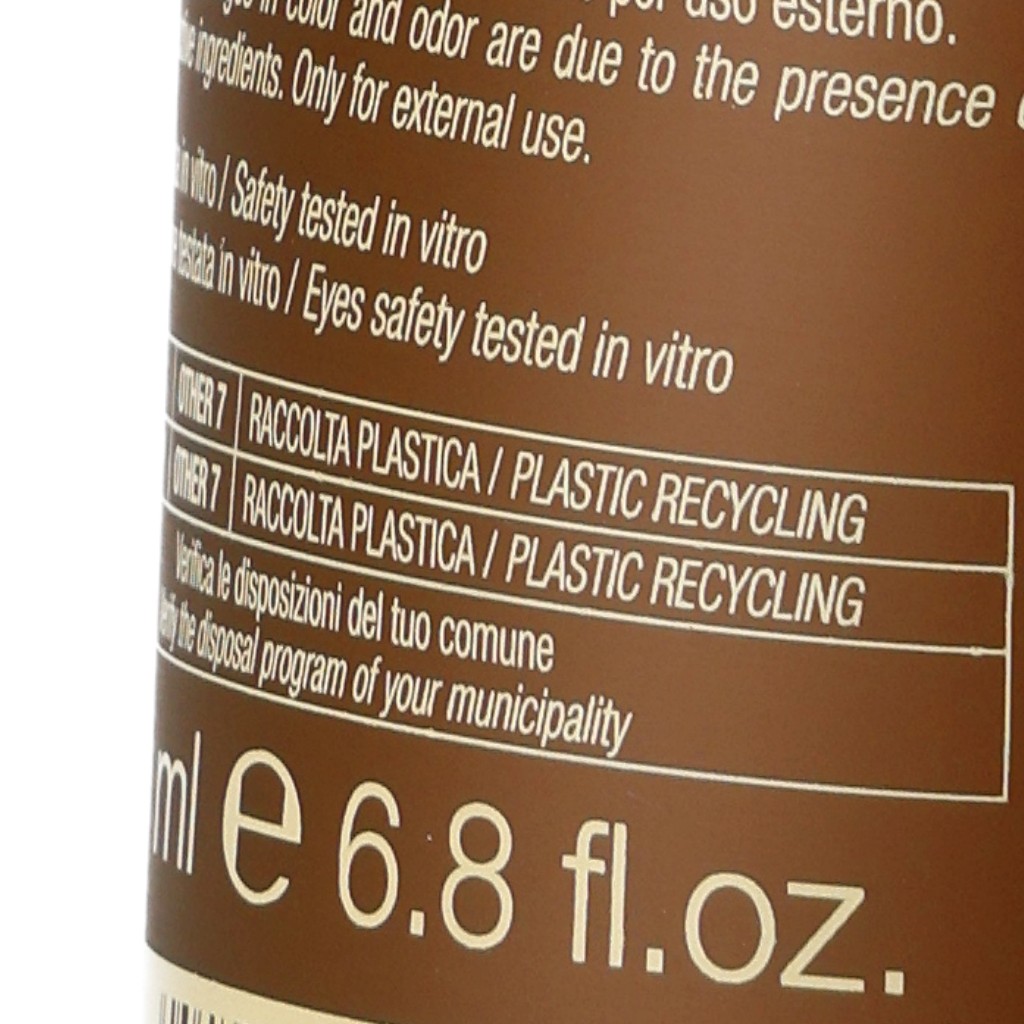 per uso esterno.
in color and odor are due to the presence
ingredients. Only for external use.
in vitro / Safety tested in vitro
testata in vitro / Eyes safety tested in vitro
OTHER 7 RACCOLTA PLASTICA / PLASTIC RECYCLING
OTHER 7 RACCOLTA PLASTICA / PLASTIC RECYCLING
Verifica le disposizioni del tuo comune
Verify the disposal program of your municipality
ml e 6.8 fl.oz.